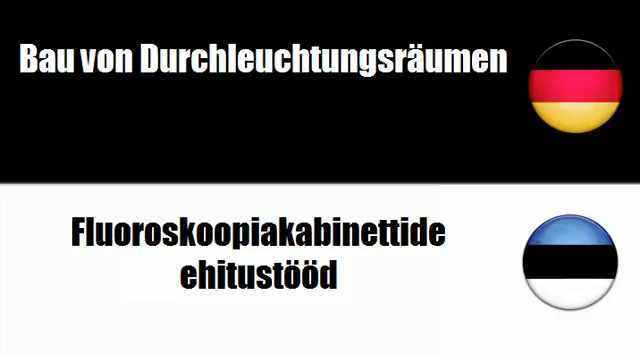 Bau von Durchleuchtungsräumen
Fluoroskoopiakabinettide
ehitustööd